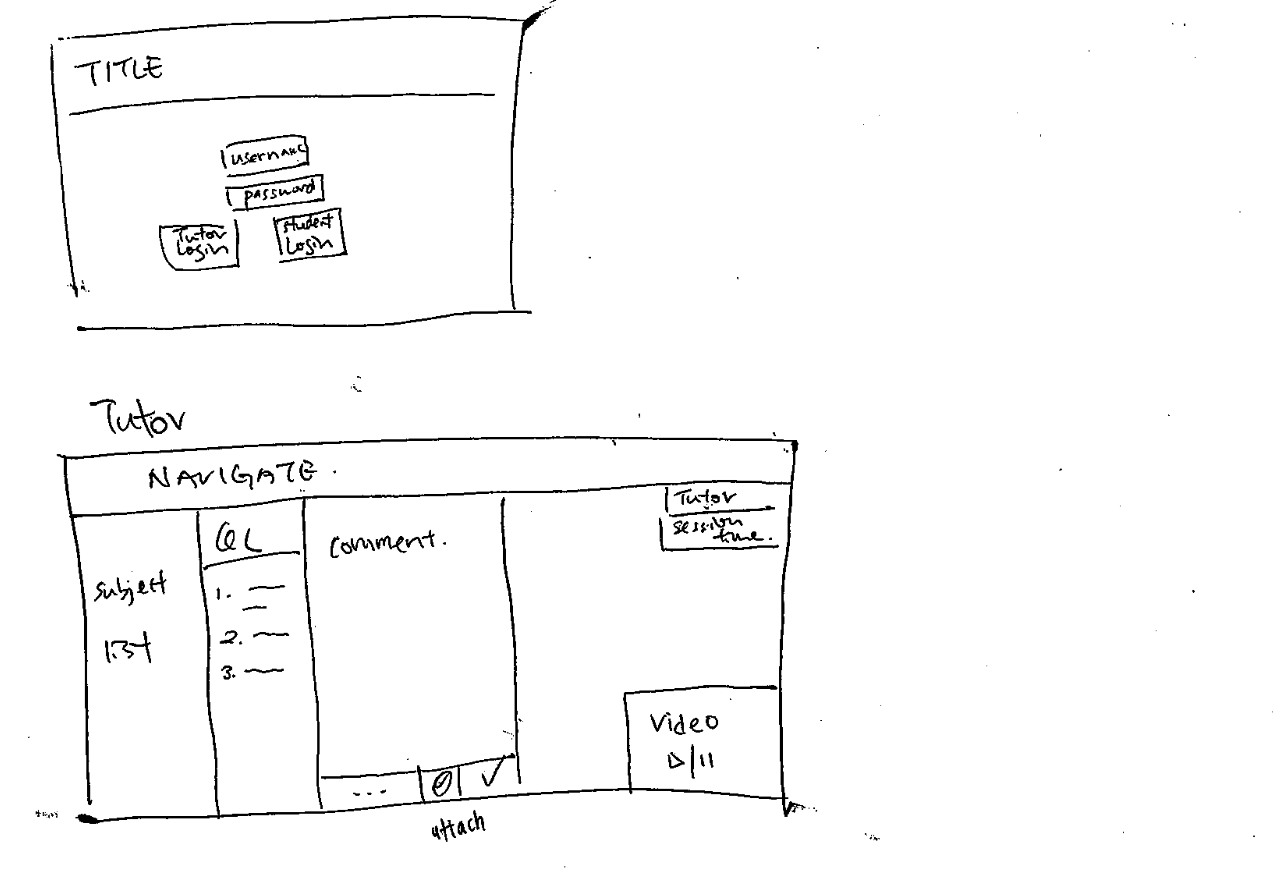 TITLE
username
password
Tutor
Login
Student
Login
Tutor
NAVIGATE.
Tutor
session
time.
QL
comment.
subject
list
1.
2.
3.
Video
...
attach